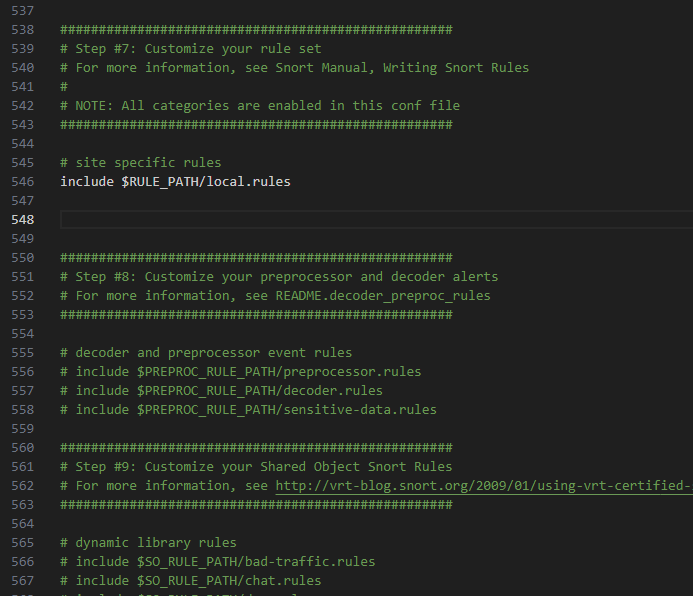 537
538 ###################################################
539 # Step #7: Customize your rule set
540 # For more information, see Snort Manual, Writing Snort Rules
541 #
542 # NOTE: All categories are enabled in this conf file
543 ###################################################
544
545 # site specific rules
546 include $RULE_PATH/local.rules
547
548
549
550 ###################################################
551 # Step #8: Customize your preprocessor and decoder alerts
552 # For more information, see README.decoder_preproc_rules
553 ###################################################
554
555 # decoder and preprocessor event rules
556 # include $PREPROC_RULE_PATH/preprocessor.rules
557 # include $PREPROC_RULE_PATH/decoder.rules
558 # include $PREPROC_RULE_PATH/sensitive-data.rules
559
560 ###################################################
561 # Step #9: Customize your Shared Object Snort Rules
562 # For more information, see http://vrt-blog.snort.org/2009/01/using-vrt-certified-
563 ###################################################
564
565 # dynamic library rules
566 # include $SO_RULE_PATH/bad-traffic.rules
567 # include $SO_RULE_PATH/chat.rules